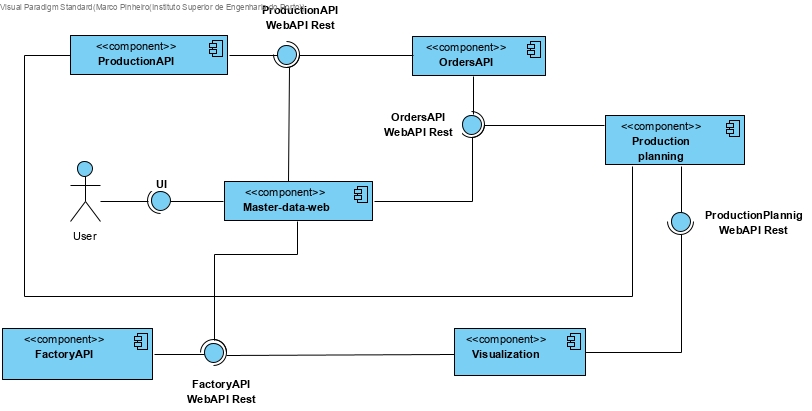 Visual Paradigm Standard(Marco Pinheiro(Instituto Superior de Engenharia do Porto))
ProductionAPI
WebAPI Rest
<<component>>
ProductionAPI
<<component>>
OrdersAPI
OrdersAPI
WebAPI Rest
<<component>>
Production
planning
UI
<<component>>
Master-data-web
User
ProductionPlannig
WebAPI Rest
<<component>>
FactoryAPI
<<component>>
Visualization
FactoryAPI
WebAPI Rest